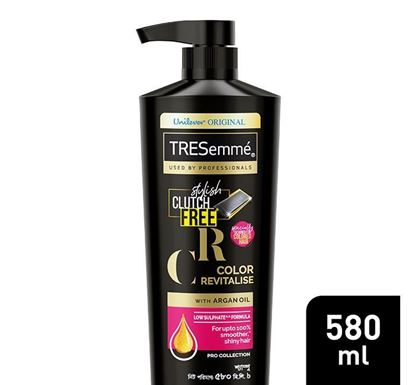 Unilever ORIGINAL
TRESemmé®
USED BY PROFESSIONALS
stylish
CLUTCH
FREE
CR
COLOR
REVITALISE
WITH ARGAN OIL
LOW SULPHATE FORMULA
For upto 100%
smoother,
shiny hair
PRO COLLECTION
580
ml